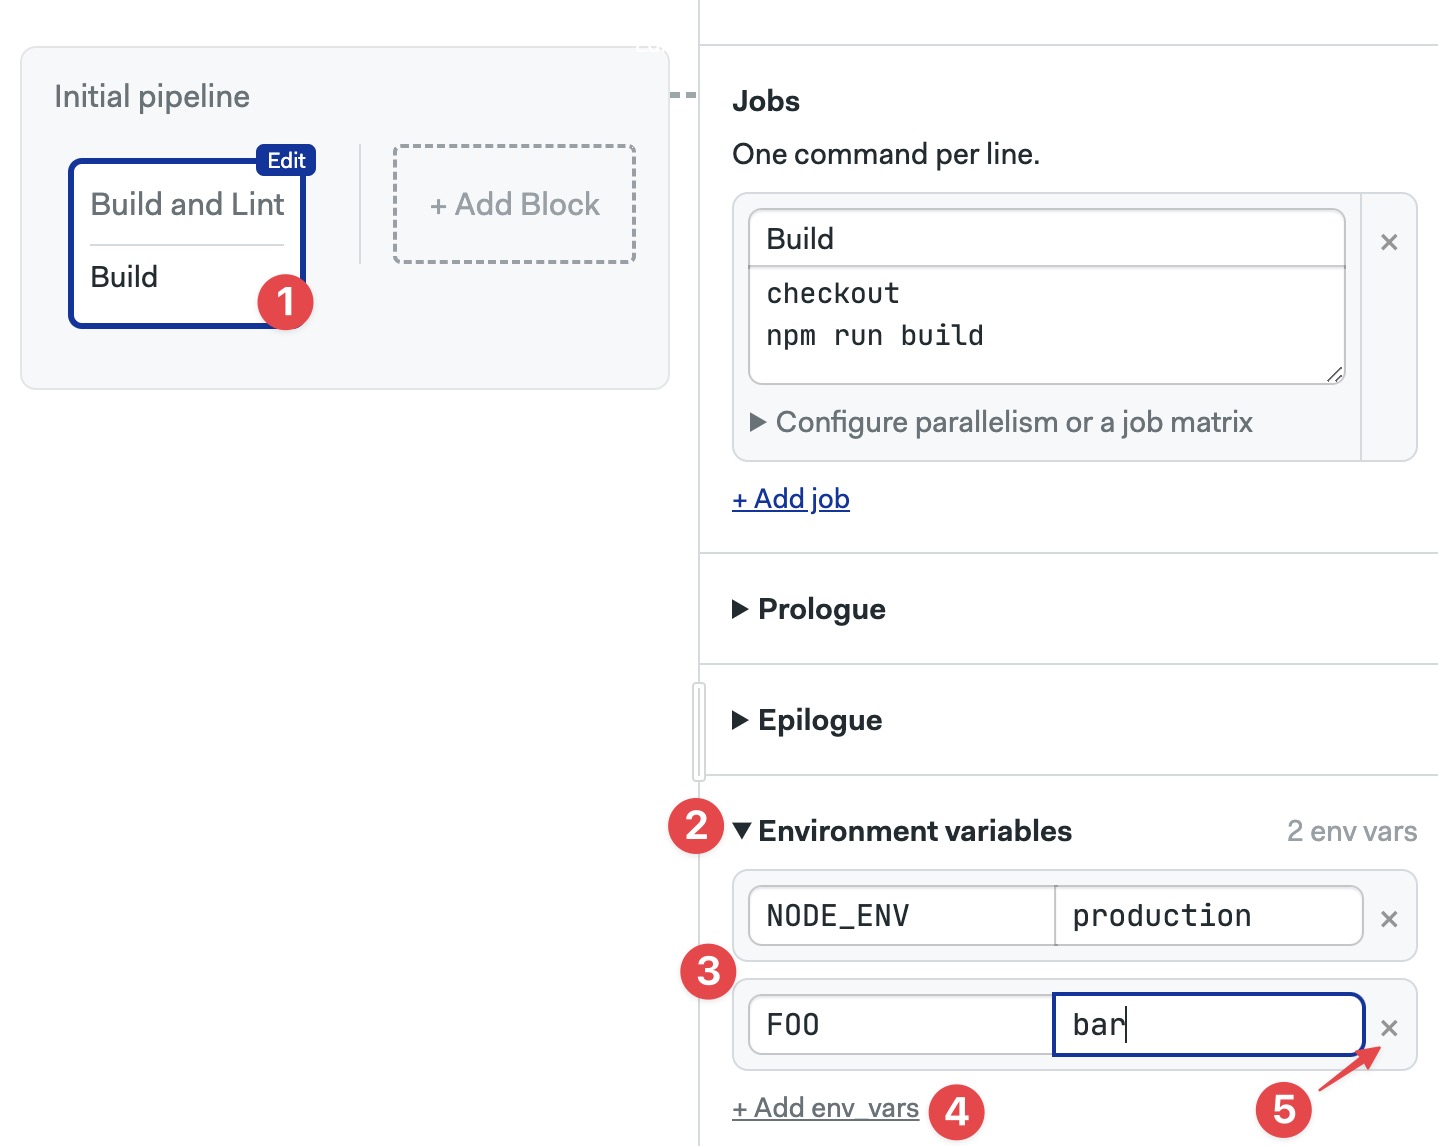 Initial pipeline
Edit
Build and Lint
Build
1
+ Add Block
Jobs
One command per line.
Build
×
checkout
npm run build
▶ Configure parallelism or a job matrix
+ Add job
▶ Prologue
▶ Epilogue
2
▼ Environment variables
2 env vars
NODE_ENV
production
×
3
FOO
bar
×
+ Add env_vars
4
5